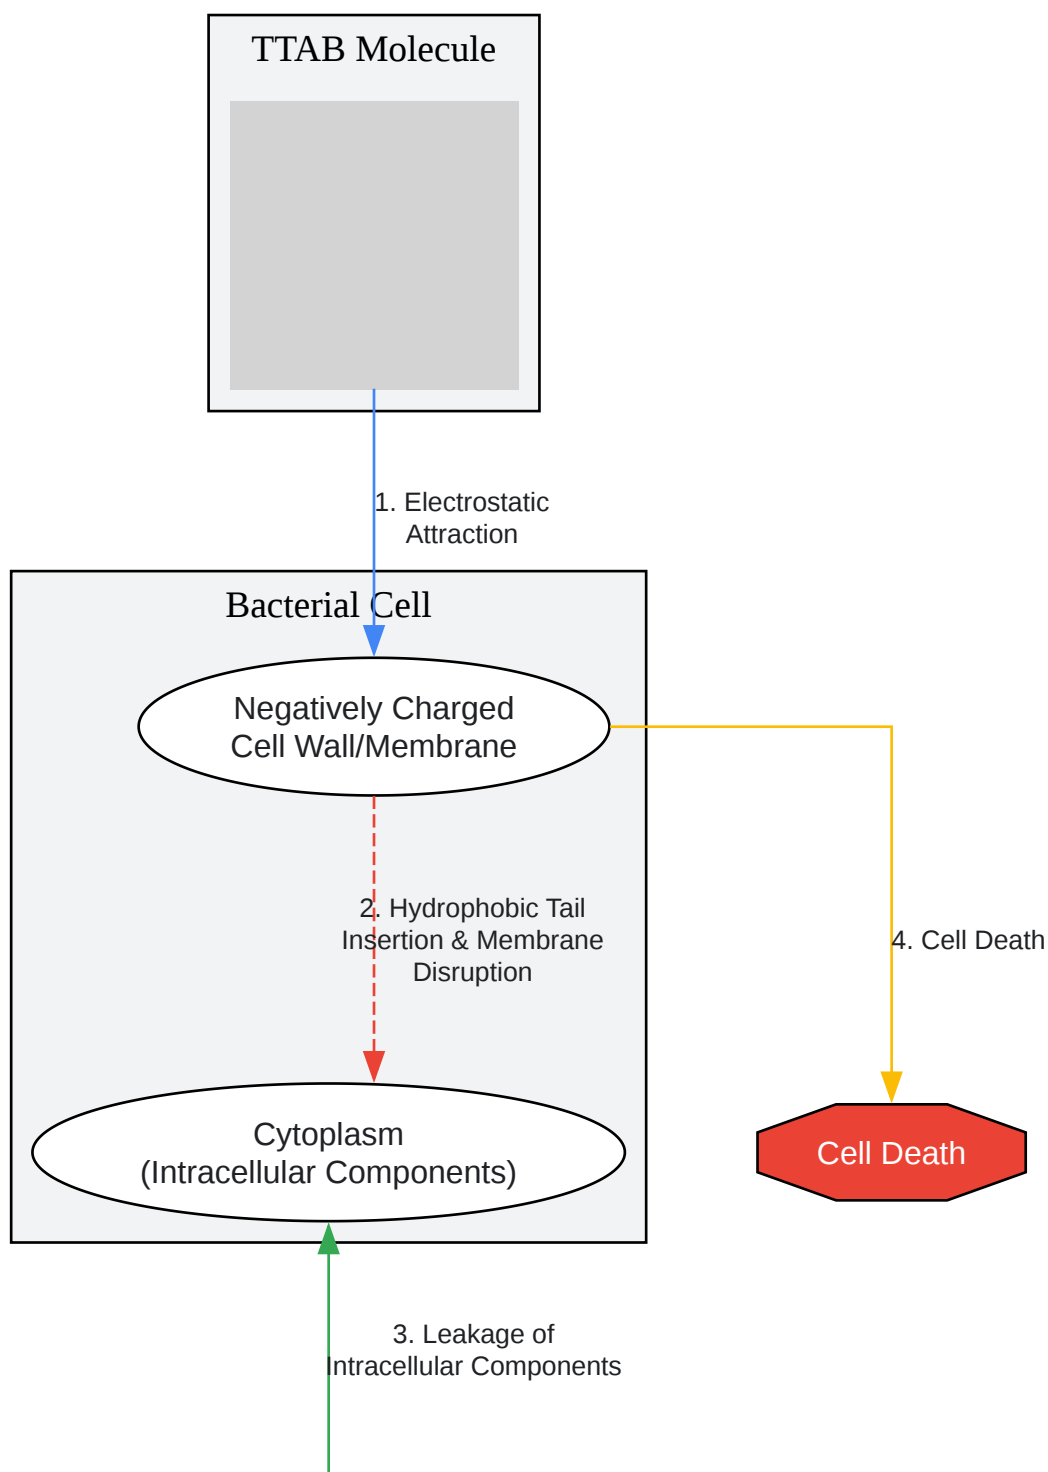 TTAB Molecule
1. Electrostatic
Attraction
Bacterial Cell
Negatively Charged
Cell Wall/Membrane
2. Hydrophobic Tail
Insertion & Membrane
Disruption
4. Cell Death
Cytoplasm
(Intracellular Components)
Cell Death
3. Leakage of
Intracellular Components